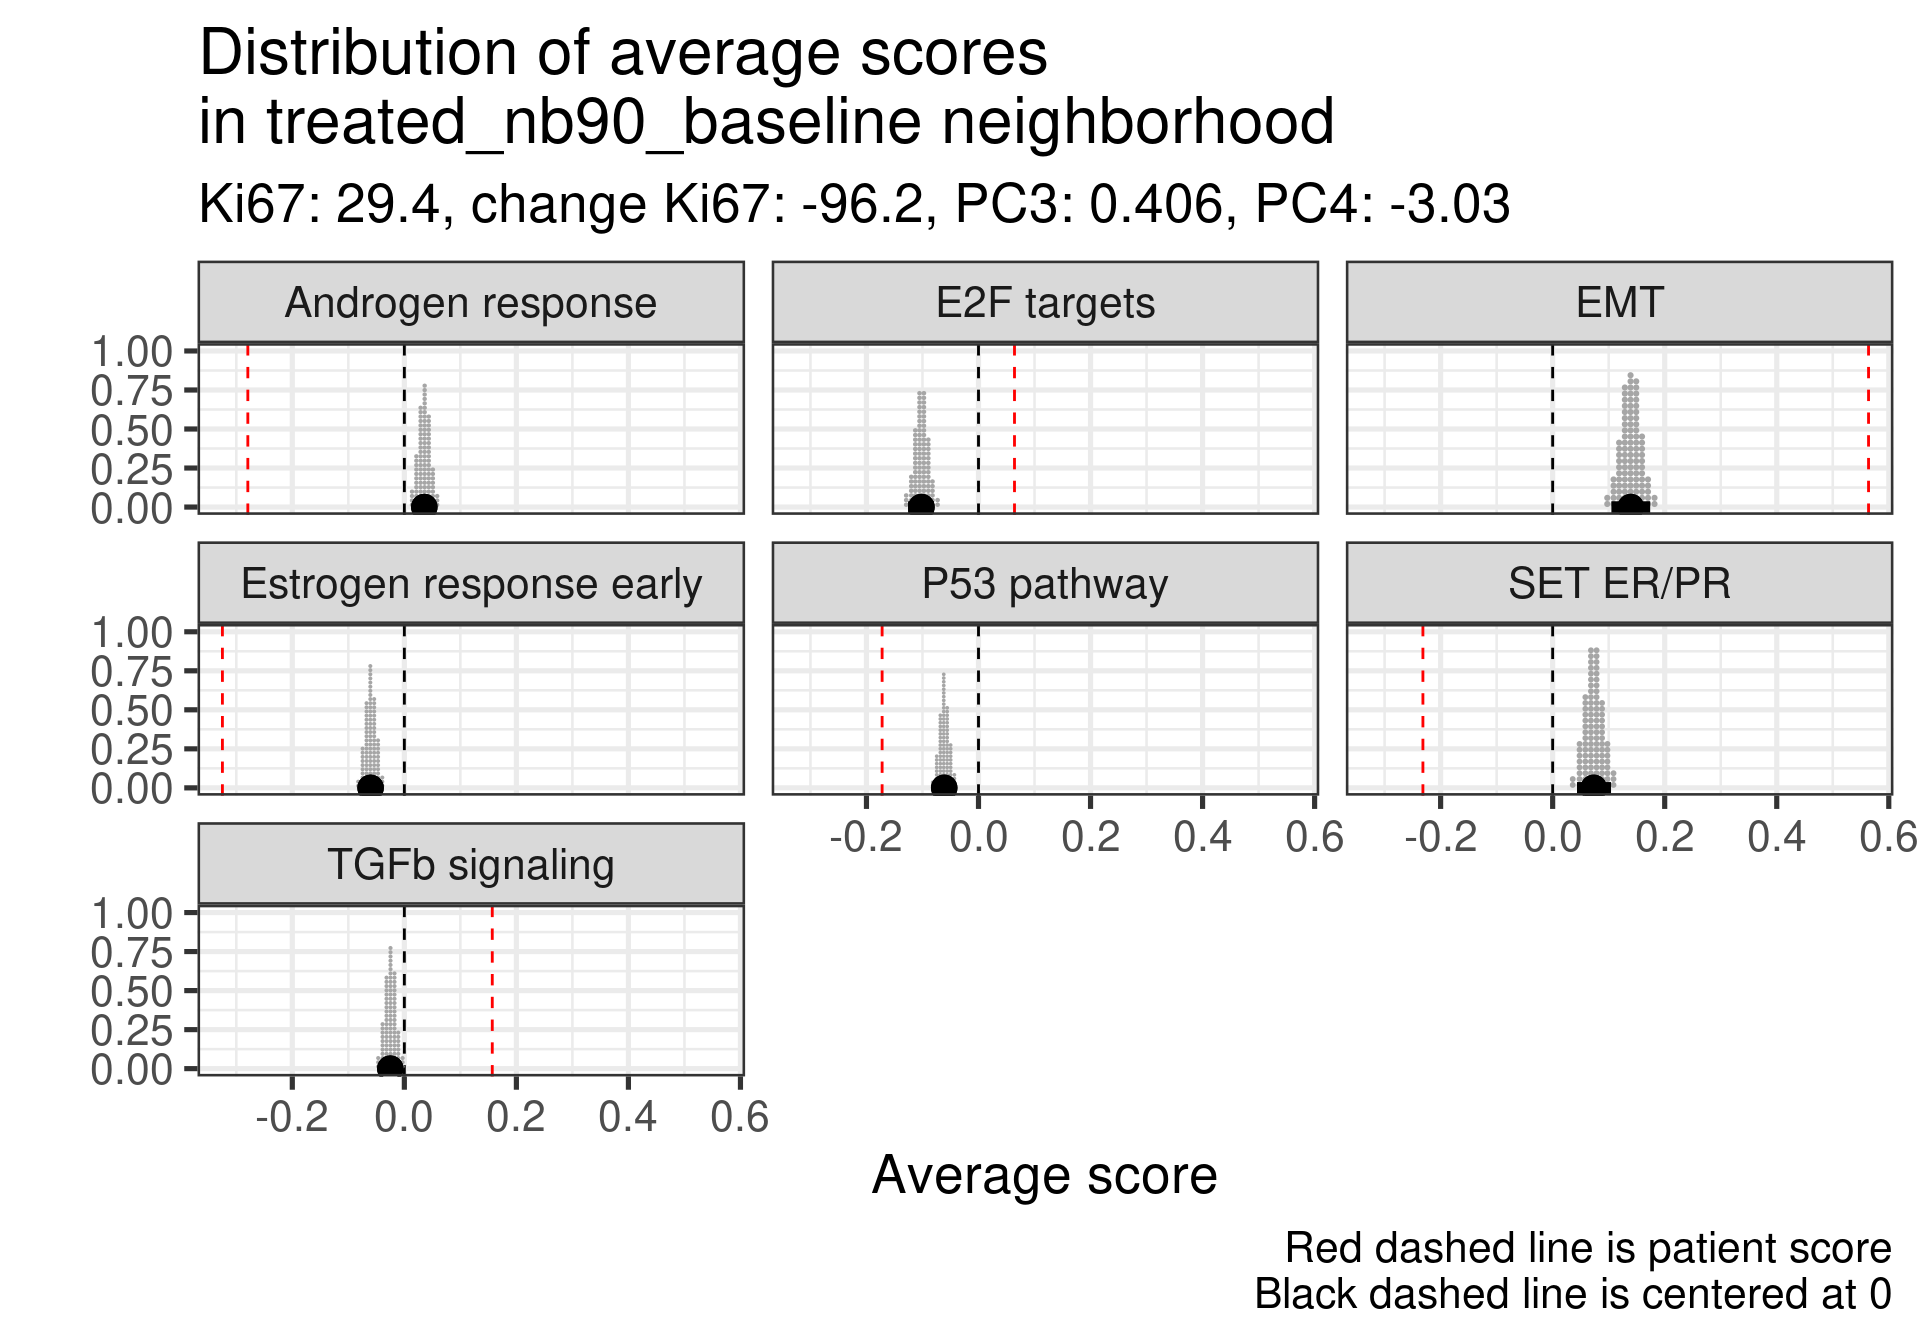 Distribution of average scores
in treated_nb90_baseline neighborhood
Ki67: 29.4, change Ki67: -96.2, PC3: 0.406, PC4: -3.03
Androgen response
E2F targets
EMT
1.00
0.75
0.50
0.25
0.00
Estrogen response early
P53 pathway
SET ER/PR
1.00
0.75
0.50
0.25
0.00
-0.2 0.0 0.2 0.4 0.6
-0.2 0.0 0.2 0.4 0.6
TGFb signaling
1.00
0.75
0.50
0.25
0.00
-0.2 0.0 0.2 0.4 0.6
Average score
Red dashed line is patient score
Black dashed line is centered at 0